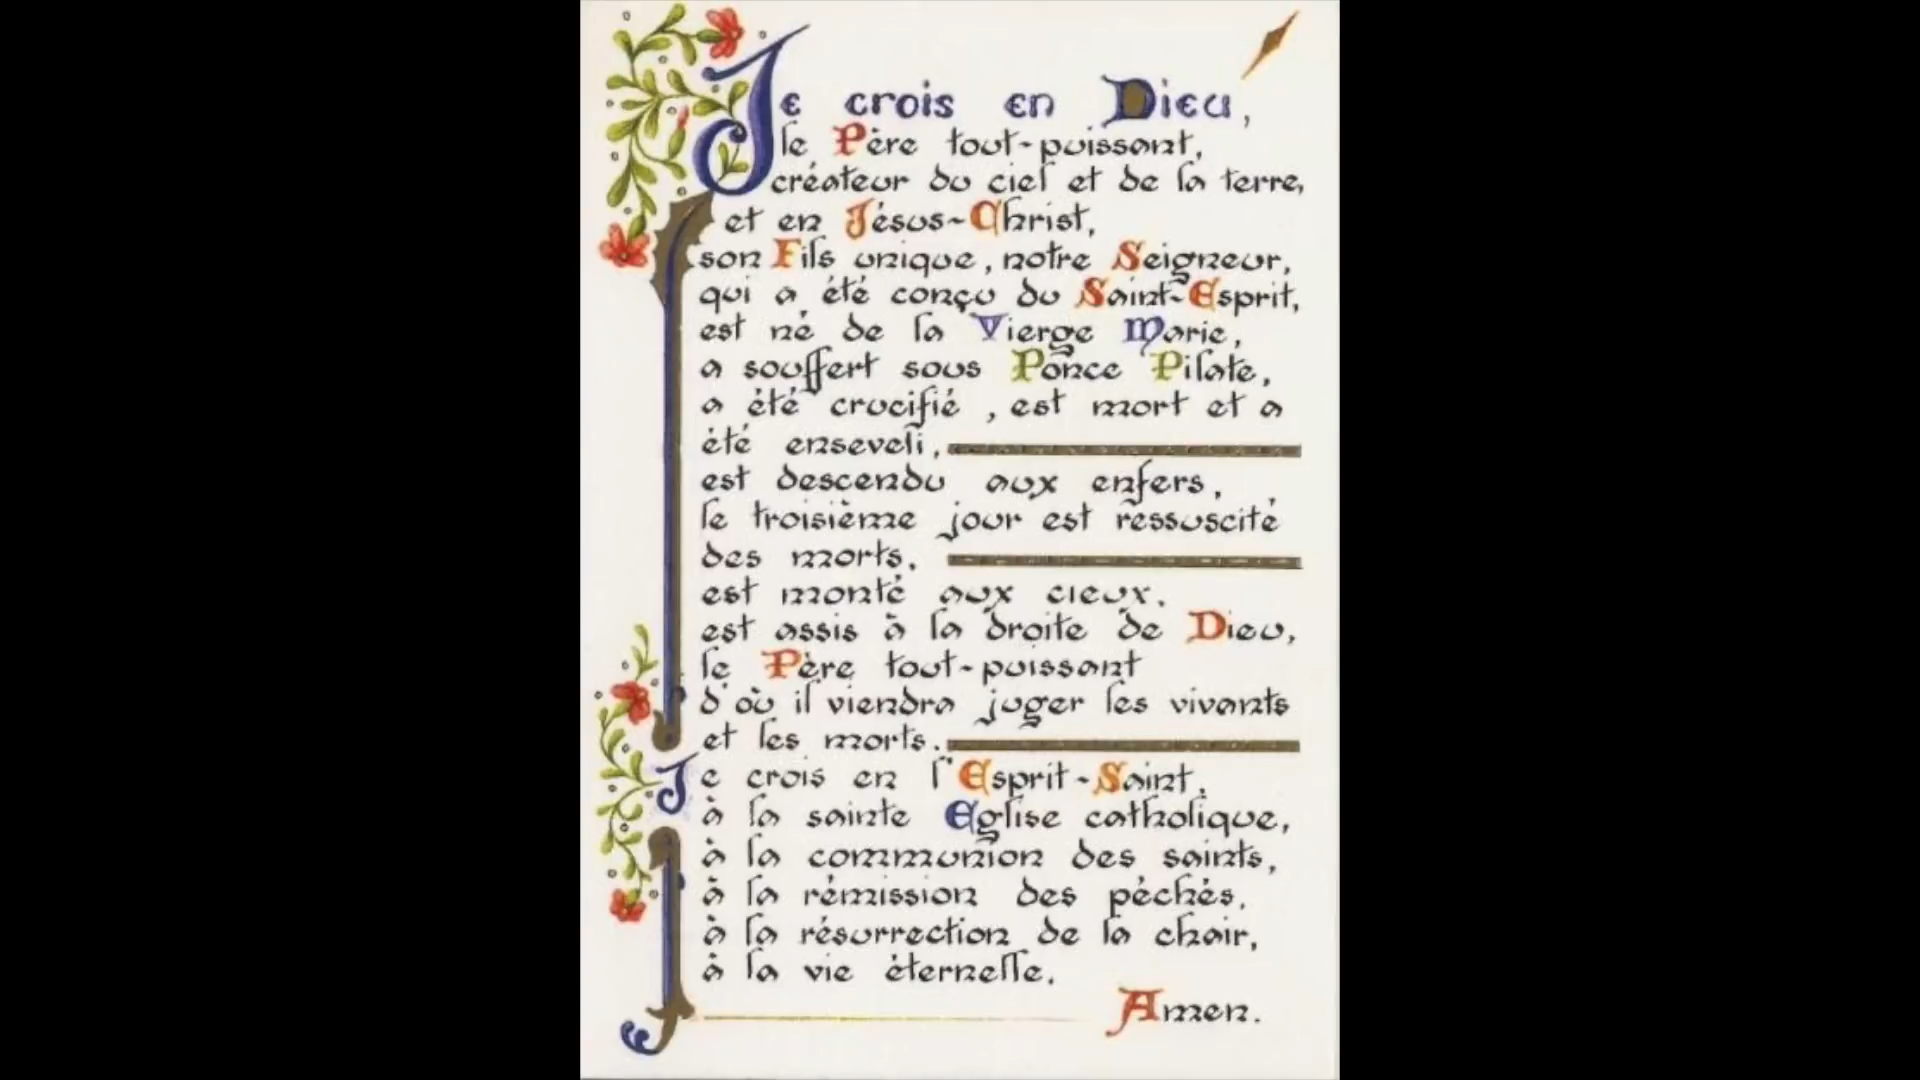 Je crois en Dieu,
le Père tout-puissant,
créateur du ciel et de la terre,
et en Jésus-Christ,
son Fils unique, notre Seigneur,
qui a été conçu du Saint-Esprit,
est né de la Vierge Marie,
a souffert sous Ponce Pilate,
a été crucifié, est mort et a
été enseveli,
est descendu aux enfers,
le troisième jour est ressuscité
des morts,
est monté aux cieux,
est assis à la droite de Dieu,
le Père tout-puissant
d'où il viendra juger les vivants
et les morts.
Je crois en l'Esprit-Saint,
à la sainte Eglise catholique,
à la communion des saints,
à la rémission des péchés,
à la résurrection de la chair,
à la vie éternelle.
Amen.